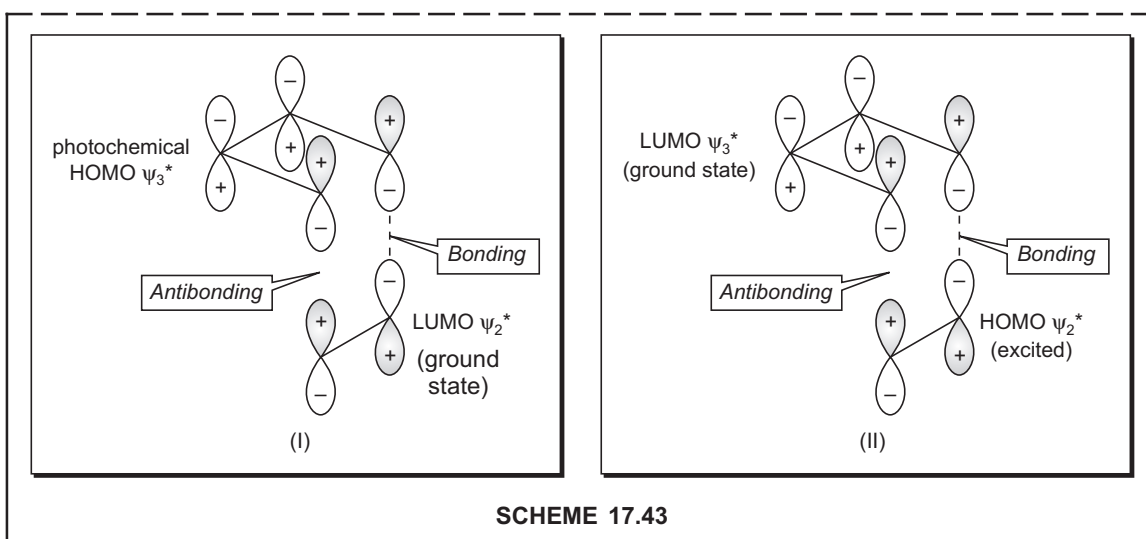 photochemical
HOMO ψ₃*
− − +
+ + + −
−
Bonding
Antibonding
−
+
LUMO ψ₂*
+
(ground
state)
−
(I)
LUMO ψ₃*
(ground state)
− − +
+ + + −
−
Bonding
Antibonding
−
+
HOMO ψ₂*
+
(excited)
−
(II)
SCHEME 17.43